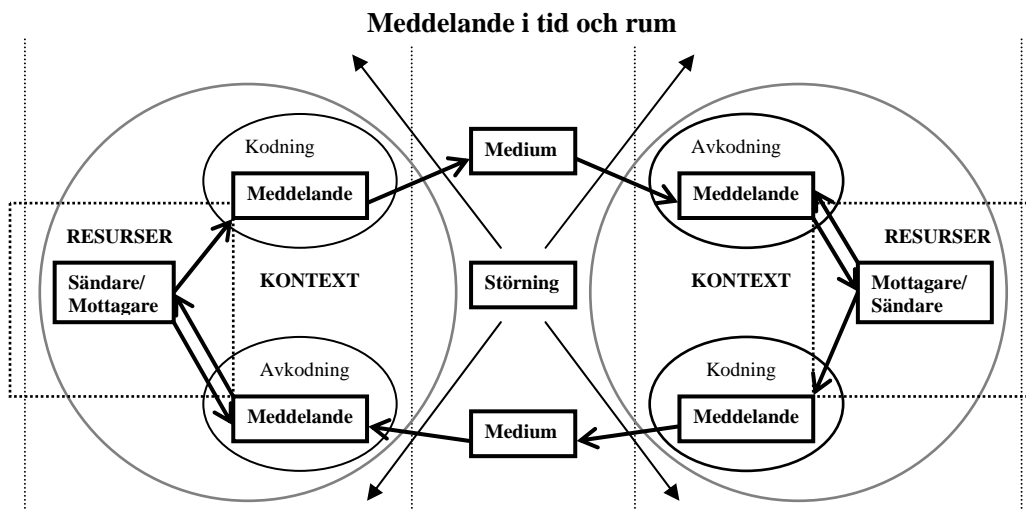 Meddelande i tid och rum
Kodning
Medium
Avkodning
Meddelande
Meddelande
RESURSER
RESURSER
Sändare/
Mottagare
KONTEXT
Störning
KONTEXT
Mottagare/
Sändare
Avkodning
Kodning
Meddelande
Medium
Meddelande